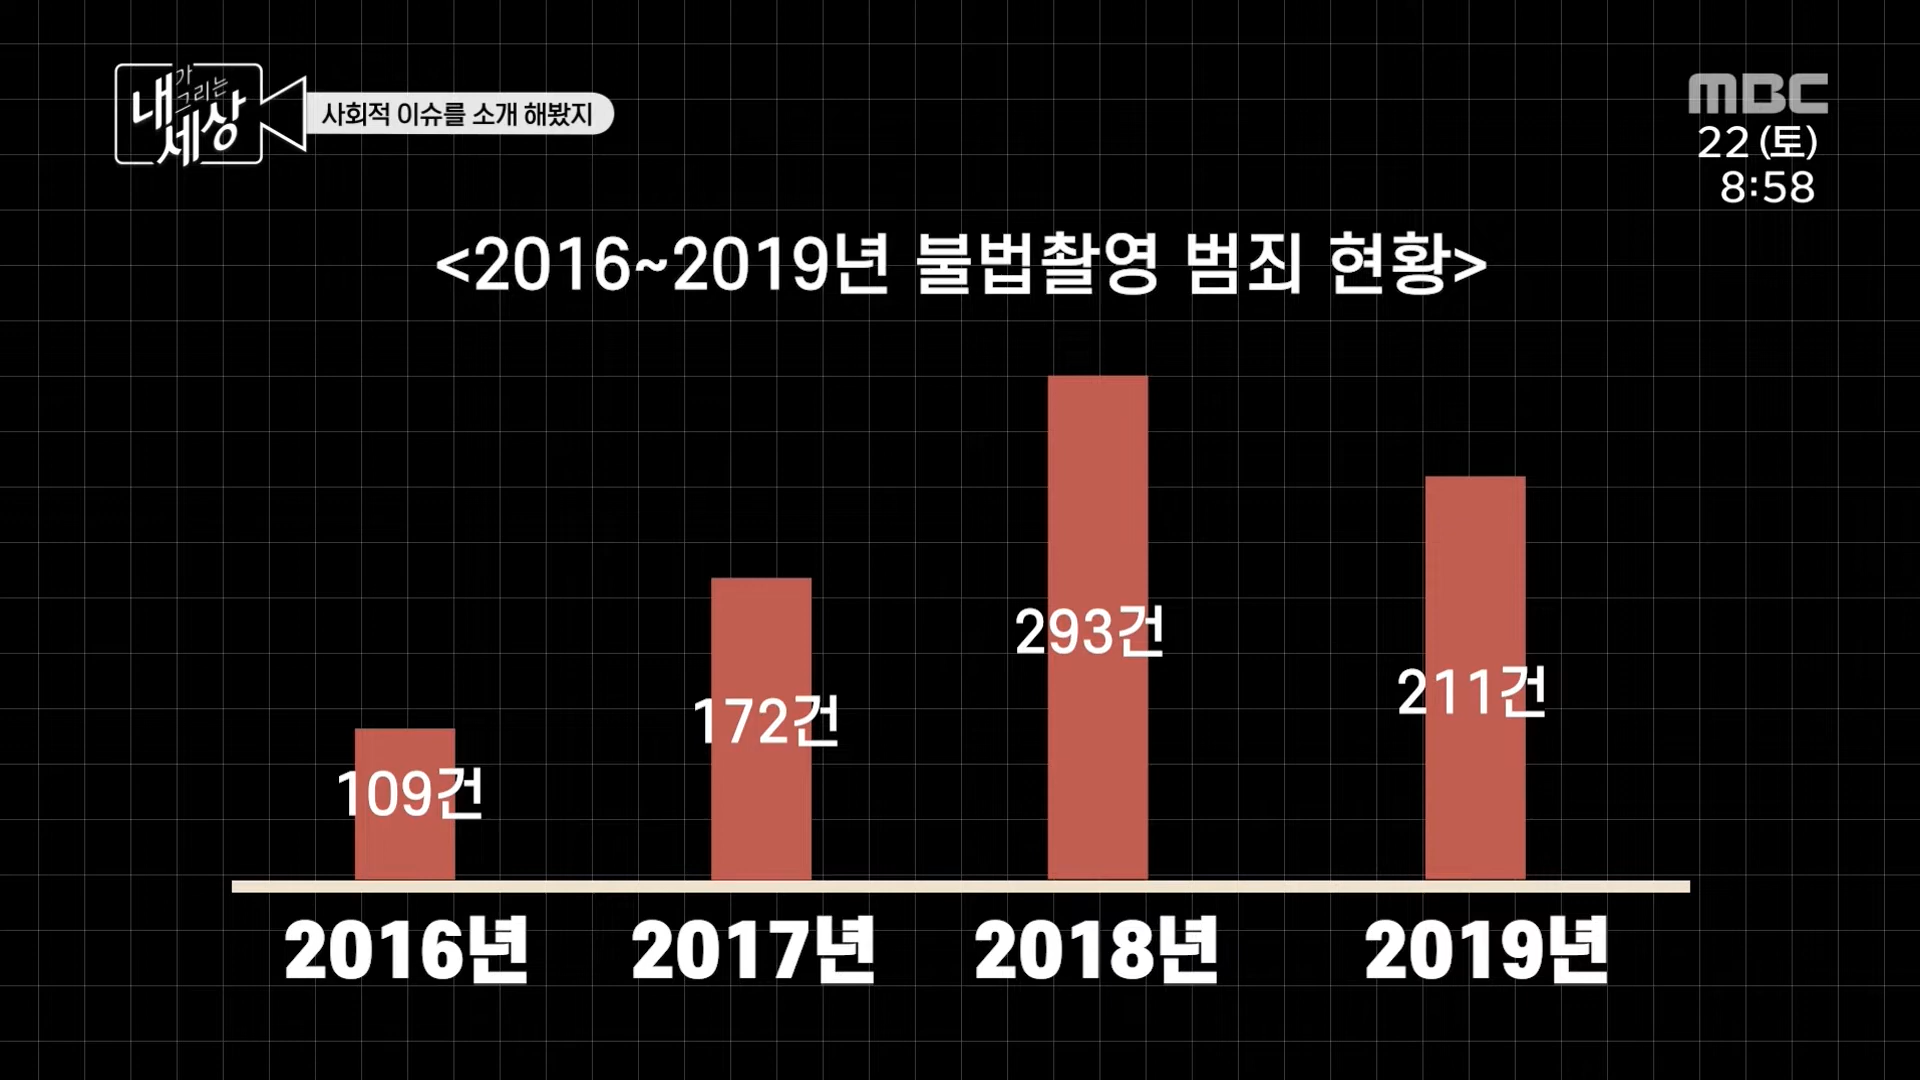 내가 그리는 세상
사회적 이슈를 소개 해봤지
MBC
22 (토)
8:58
<2016~2019년 불법촬영 범죄 현황>
109건
172건
293건
211건
2016년
2017년
2018년
2019년